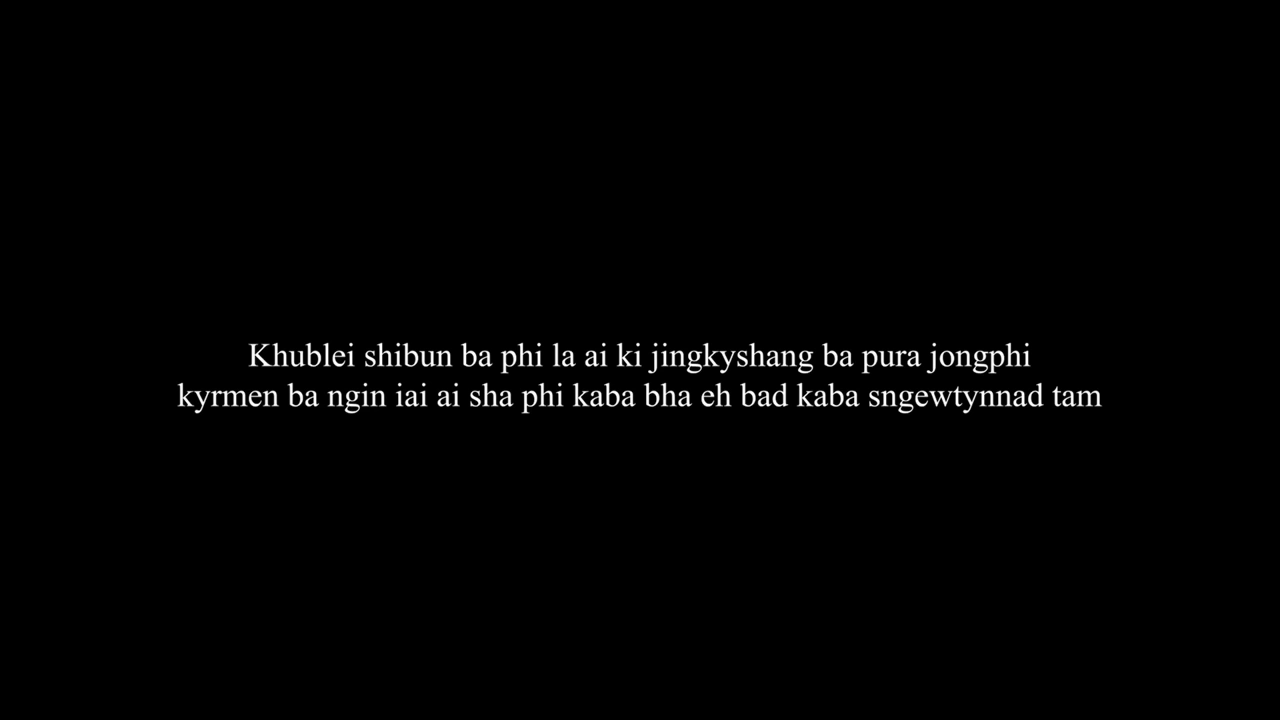 Khublei shibun ba phi la ai ki jingkyshang ba pura jongphi
kyrmen ba ngin iai ai sha phi kaba bha eh bad kaba sngewtynnad tam